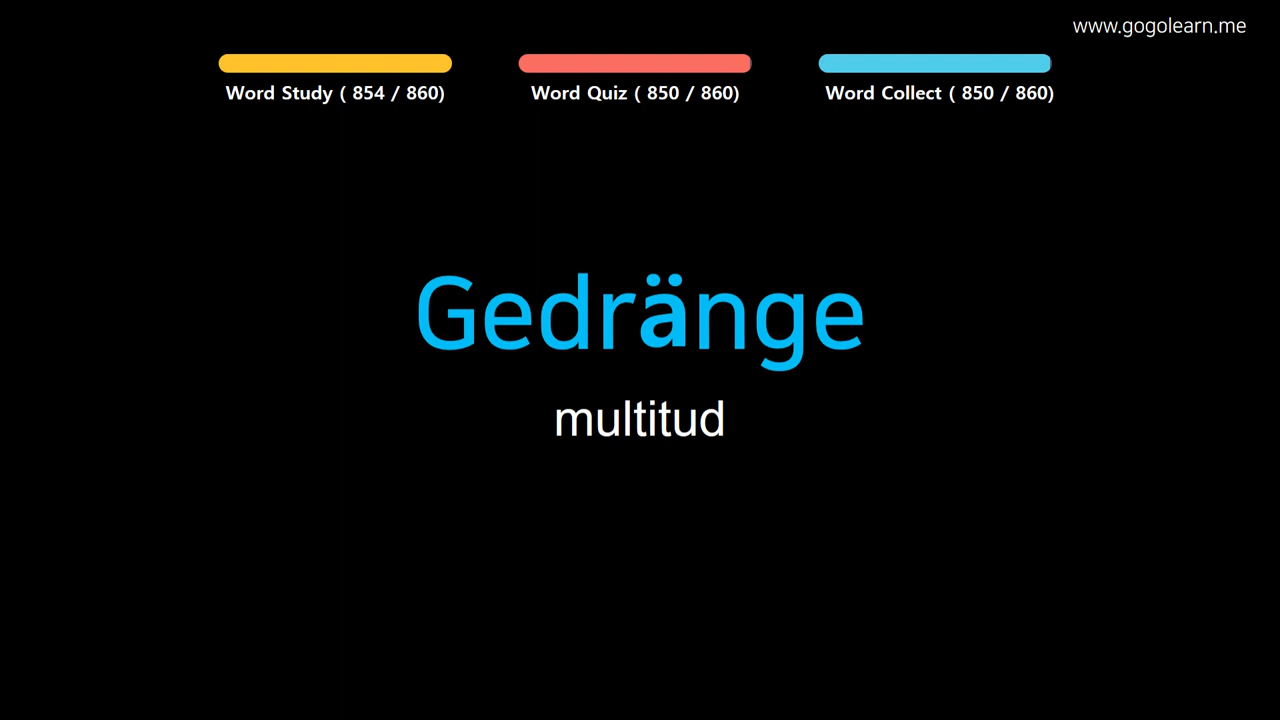 www.gogolearn.me
Word Study ( 854 / 860)
Word Quiz ( 850 / 860)
Word Collect ( 850 / 860)
Gedränge
multitud